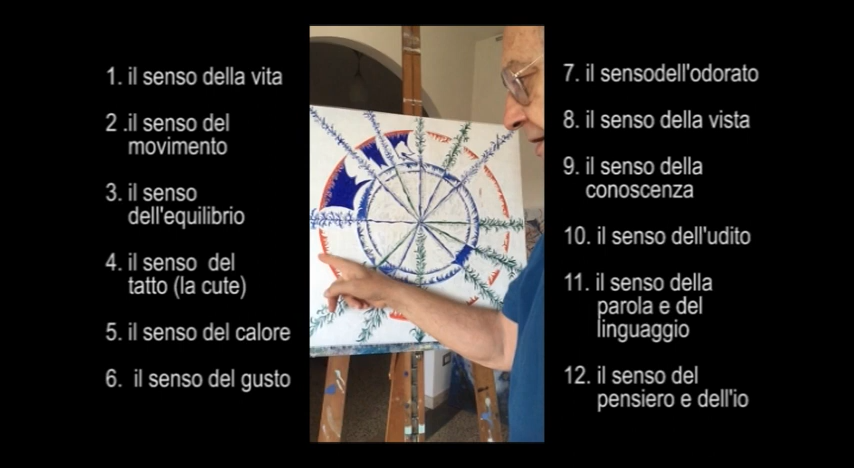 1. il senso della vita
2 .il senso del
movimento
3. il senso
dell'equilibrio
4. il senso del
tatto (la cute)
5. il senso del calore
6. il senso del gusto
7. il sensodell'odorato
8. il senso della vista
9. il senso della
conoscenza
10. il senso dell'udito
11. il senso della
parola e del
linguaggio
12. il senso del
pensiero e dell'io